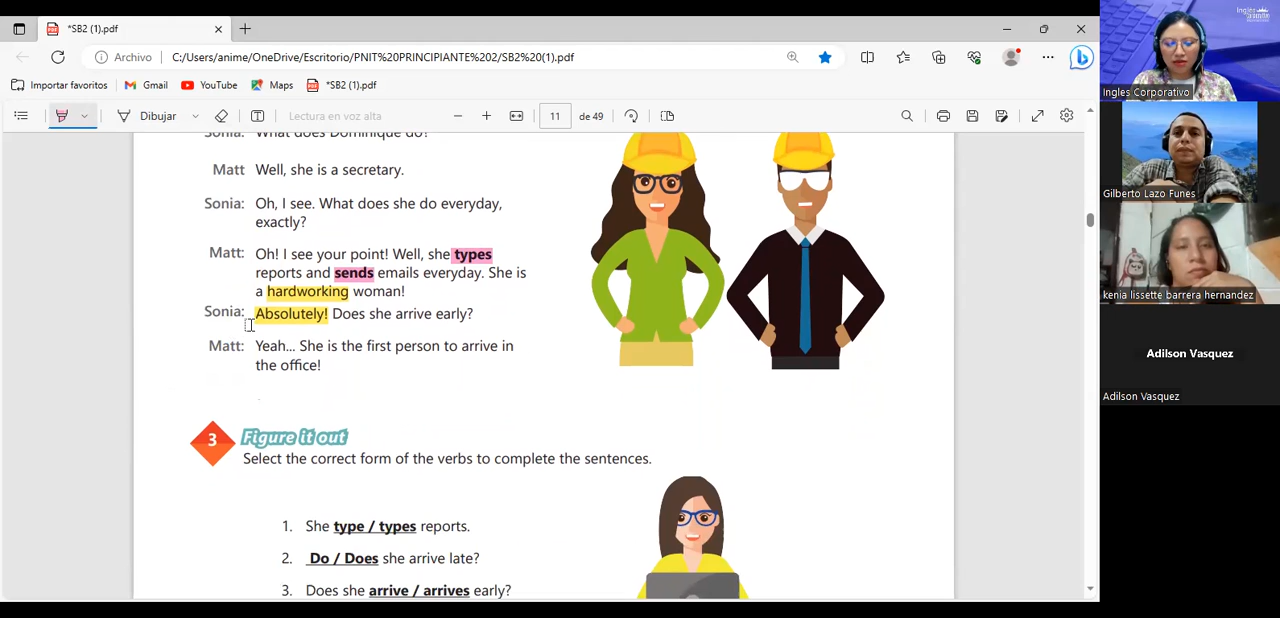 *SB2 (1).pdf
Archivo
C:/Users/anime/OneDrive/Escritorio/PNIT%20PRINCIPIANTE%202/SB2%20(1).pdf
Importar favoritos
Gmail
YouTube
Maps
*SB2 (1).pdf
Dibujar
Lectura en voz alta
11
de 49
Sonia: What does Dominique do?
Matt Well, she is a secretary.
Sonia: Oh, I see. What does she do everyday,
exactly?
Matt: Oh! I see your point! Well, she types
reports and sends emails everyday. She is
a hardworking woman!
Sonia: Absolutely! Does she arrive early?
Matt: Yeah... She is the first person to arrive in
the office!
3 Figure it out
Select the correct form of the verbs to complete the sentences.
1. She type / types reports.
2. Do / Does she arrive late?
3. Does she arrive / arrives early?
Ingles Corporativo
Gilberto Lazo Funes
kenia lissette barrera hernandez
Adilson Vasquez
Adilson Vasquez